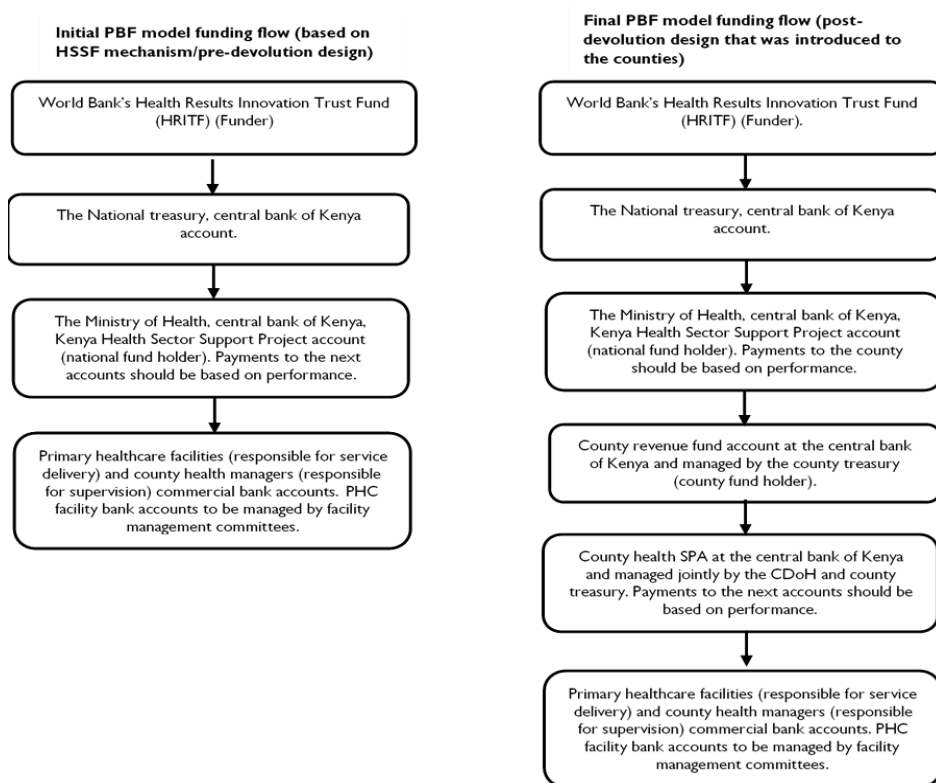 Initial PBF model funding flow (based on
HSSF mechanism/pre-devolution design)
World Bank's Health Results Innovation Trust Fund
(HRITF) (Funder)
The National treasury, central bank of Kenya
account.
The Ministry of Health, central bank of Kenya,
Kenya Health Sector Support Project account
(national fund holder). Payments to the next
accounts should be based on performance.
Primary healthcare facilities (responsible for service
delivery) and county health managers (responsible
for supervision) commercial bank accounts. PHC
facility bank accounts to be managed by facility
management committees.
Final PBF model funding flow (post-
devolution design that was introduced to
the counties)
World Bank's Health Results Innovation Trust Fund
(HRITF) (Funder).
The National treasury, central bank of Kenya
account.
The Ministry of Health, central bank of Kenya,
Kenya Health Sector Support Project account
(national fund holder). Payments to the county
should be based on performance.
County revenue fund account at the central bank
of Kenya and managed by the county treasury
(county fund holder).
County health SPA at the central bank of Kenya
and managed jointly by the CDoH and county
treasury. Payments to the next accounts should be
based on performance.
Primary healthcare facilities (responsible for service
delivery) and county health managers (responsible
for supervision) commercial bank accounts. PHC
facility bank accounts to be managed by facility
management committees.